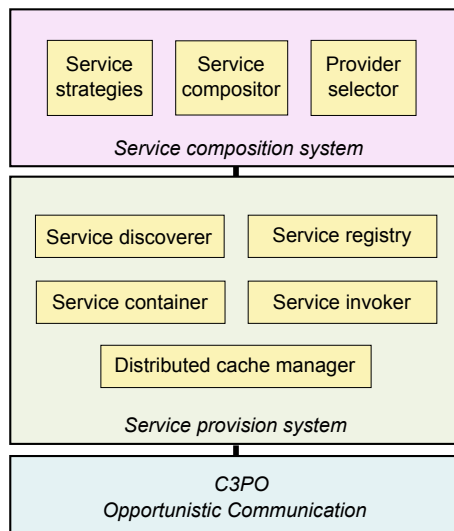 Service strategies
Service compositor
Provider selector
Service composition system
Service discoverer
Service registry
Service container
Service invoker
Distributed cache manager
Service provision system
C3PO
Opportunistic Communication